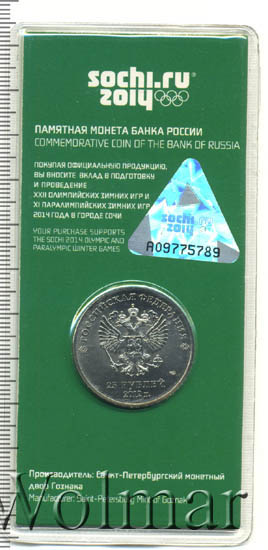 sochi.ru
2014
ПАМЯТНАЯ МОНЕТА БАНКА РОССИИ
COMMEMORATIVE COIN OF THE BANK OF RUSSIA
ПОКУПАЯ ОФИЦИАЛЬНУЮ ПРОДУКЦИЮ,
ВЫ ВНОСИТЕ ВКЛАД В ПОДГОТОВКУ
И ПРОВЕДЕНИЕ
XXII ОЛИМПИЙСКИХ ЗИМНИХ ИГР И
XI ПАРАЛИМПИЙСКИХ ЗИМНИХ ИГР
2014 ГОДА В ГОРОДЕ СОЧИ
YOUR PURCHASE SUPPORTS
THE SOCHI 2014 OLYMPIC AND
PARALYMPIC WINTER GAMES
sochi
2014
A09775789
РОССИЙСКАЯ ФЕДЕРАЦИЯ
25 РУБЛЕЙ
Производитель: Санкт-Петербургский монетный
двор Гознака
Manufacturer: Saint-Petersburg Mint of Goznak
Wolmar